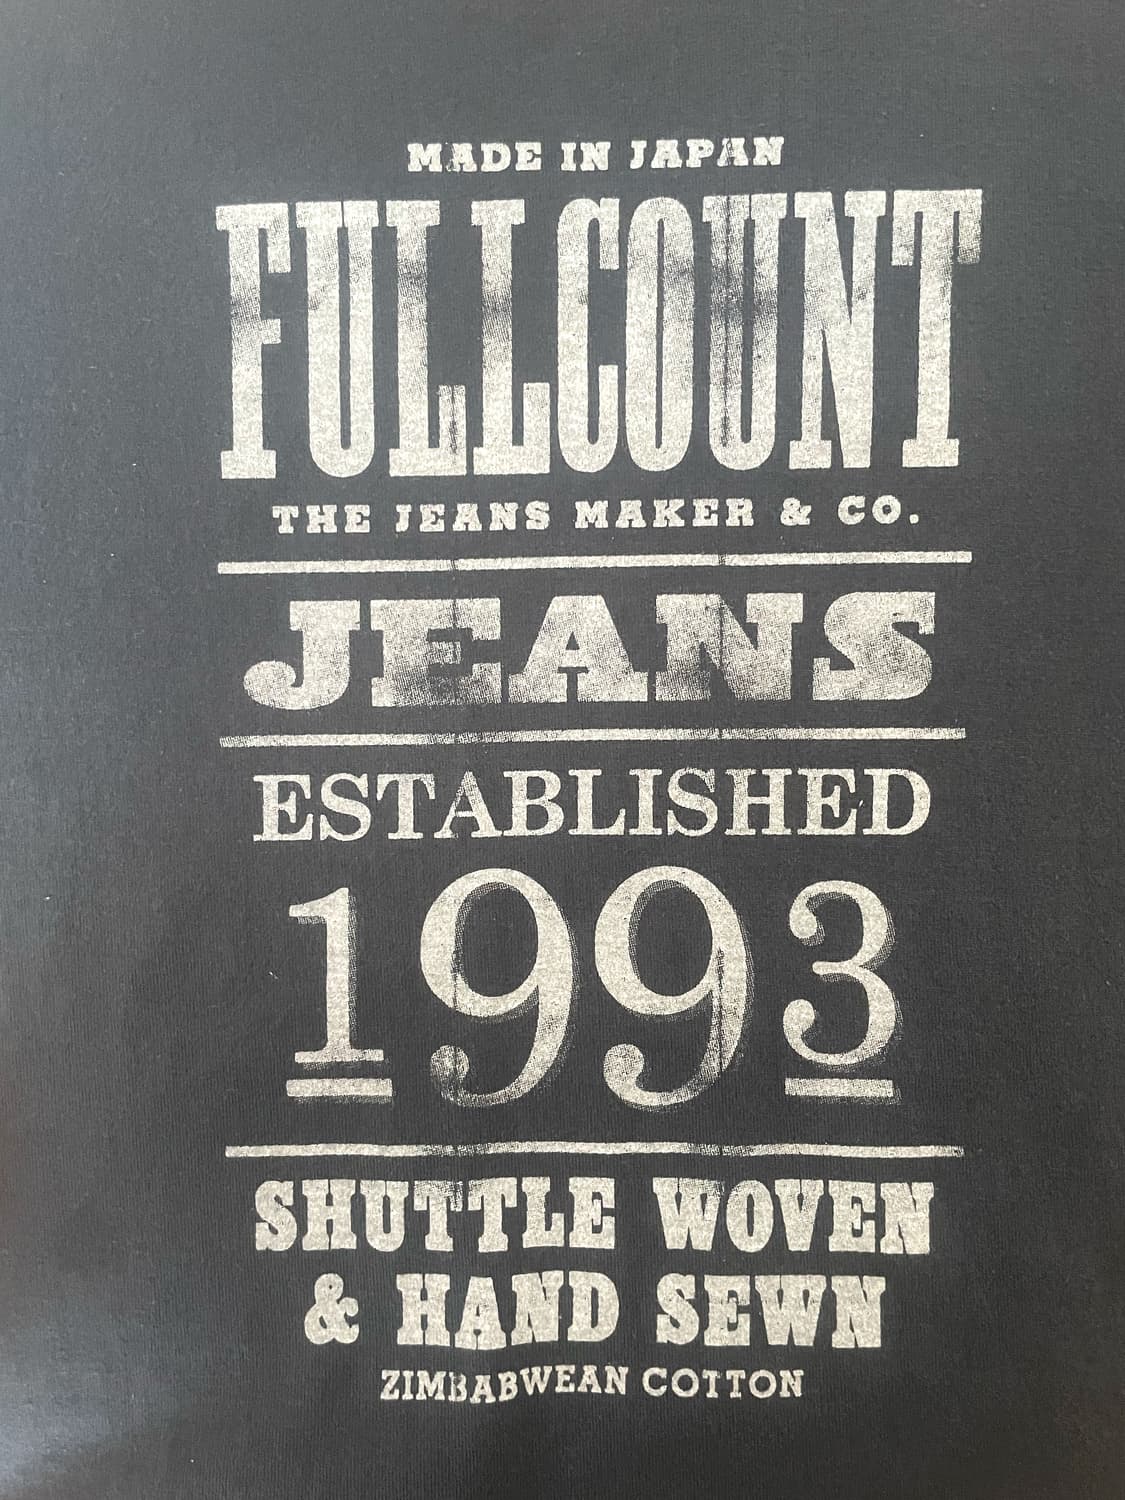 MADE IN JAPAN
FULLCOUNT
THE JEANS MAKER & CO.
JEANS
ESTABLISHED
1993
SHUTTLE WOVEN
& HAND SEWN
ZIMBABWEAN COTTON